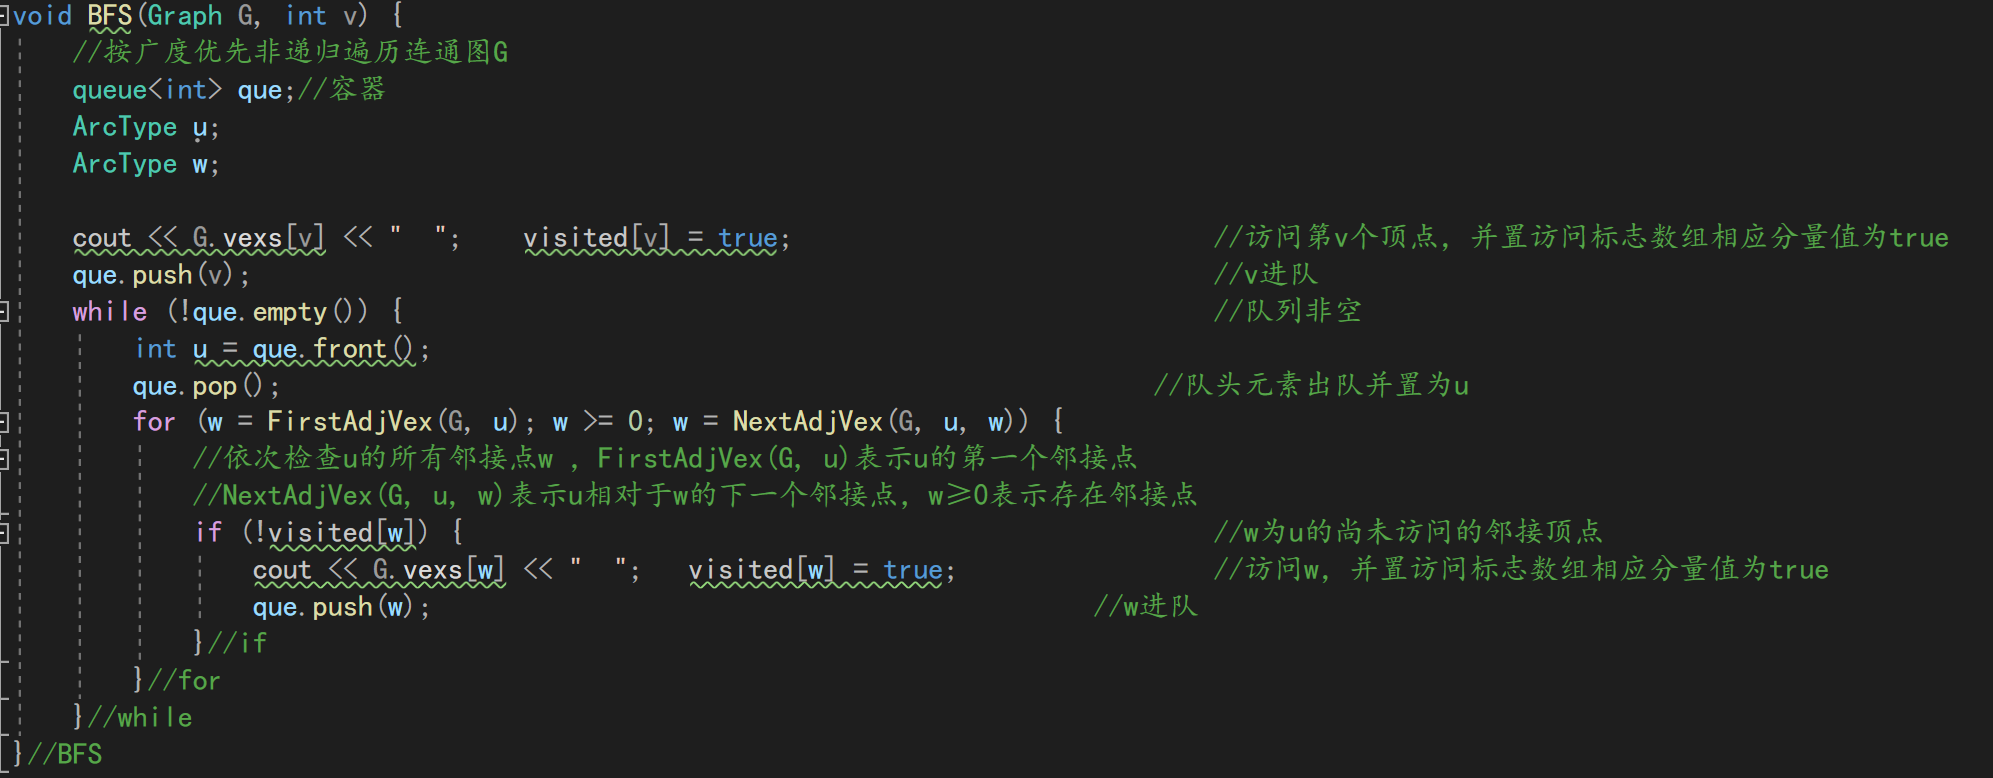 void BFS(Graph G, int v) {
//按广度优先非递归遍历连通图G
queue<int> que;//容器
ArcType u;
ArcType w;
cout << G.vexs[v] << "  ";    visited[v] = true;    //访问第v个顶点，并置访问标志数组相应分量值为true
que.push(v);    //v进队
while (!que.empty()) {    //队列非空
int u = que.front();
que.pop();    //队头元素出队并置为u
for (w = FirstAdjVex(G, u); w >= 0; w = NextAdjVex(G, u, w)) {
//依次检查u的所有邻接点w ，FirstAdjVex(G, u)表示u的第一个邻接点
//NextAdjVex(G, u, w)表示u相对于w的下一个邻接点，w≥0表示存在邻接点
if (!visited[w]) {    //w为u的尚未访问的邻接顶点
cout << G.vexs[w] << "  ";   visited[w] = true;    //访问w，并置访问标志数组相应分量值为true
que.push(w);    //w进队
}//if
}//for
}//while
}//BFS